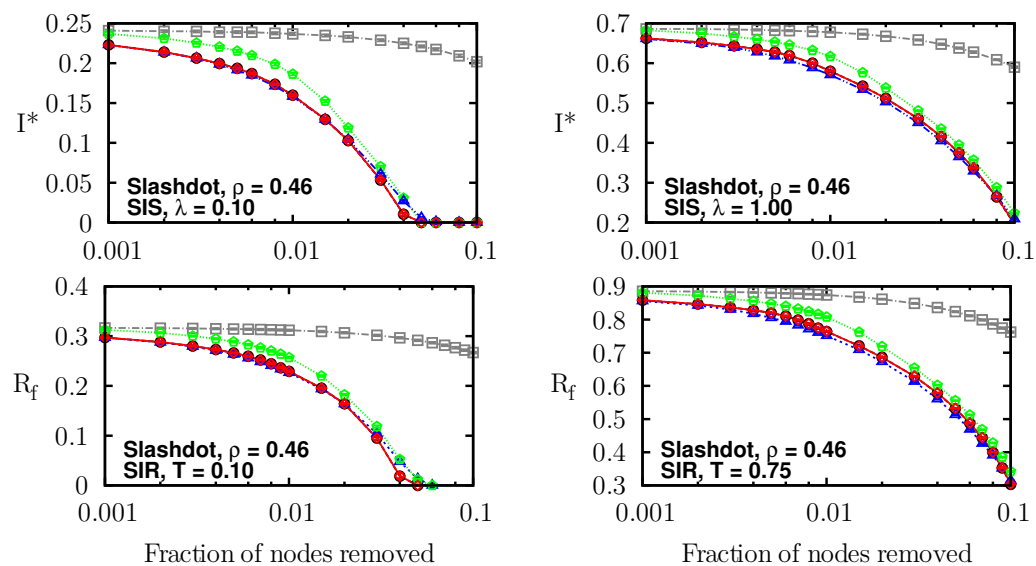 0.25
0.2
0.15
0.1
0.05
0
I*
Slashdot, ρ = 0.46
SIS, λ = 0.10
0.001
0.01
0.1
0.7
0.6
0.5
0.4
0.3
0.2
I*
Slashdot, ρ = 0.46
SIS, λ = 1.00
0.001
0.01
0.1
0.4
0.3
0.2
0.1
0
R_f
Slashdot, ρ = 0.46
SIR, T = 0.10
0.001
0.01
0.1
Fraction of nodes removed
0.9
0.8
0.7
0.6
0.5
0.4
0.3
R_f
Slashdot, ρ = 0.46
SIR, T = 0.75
0.001
0.01
0.1
Fraction of nodes removed